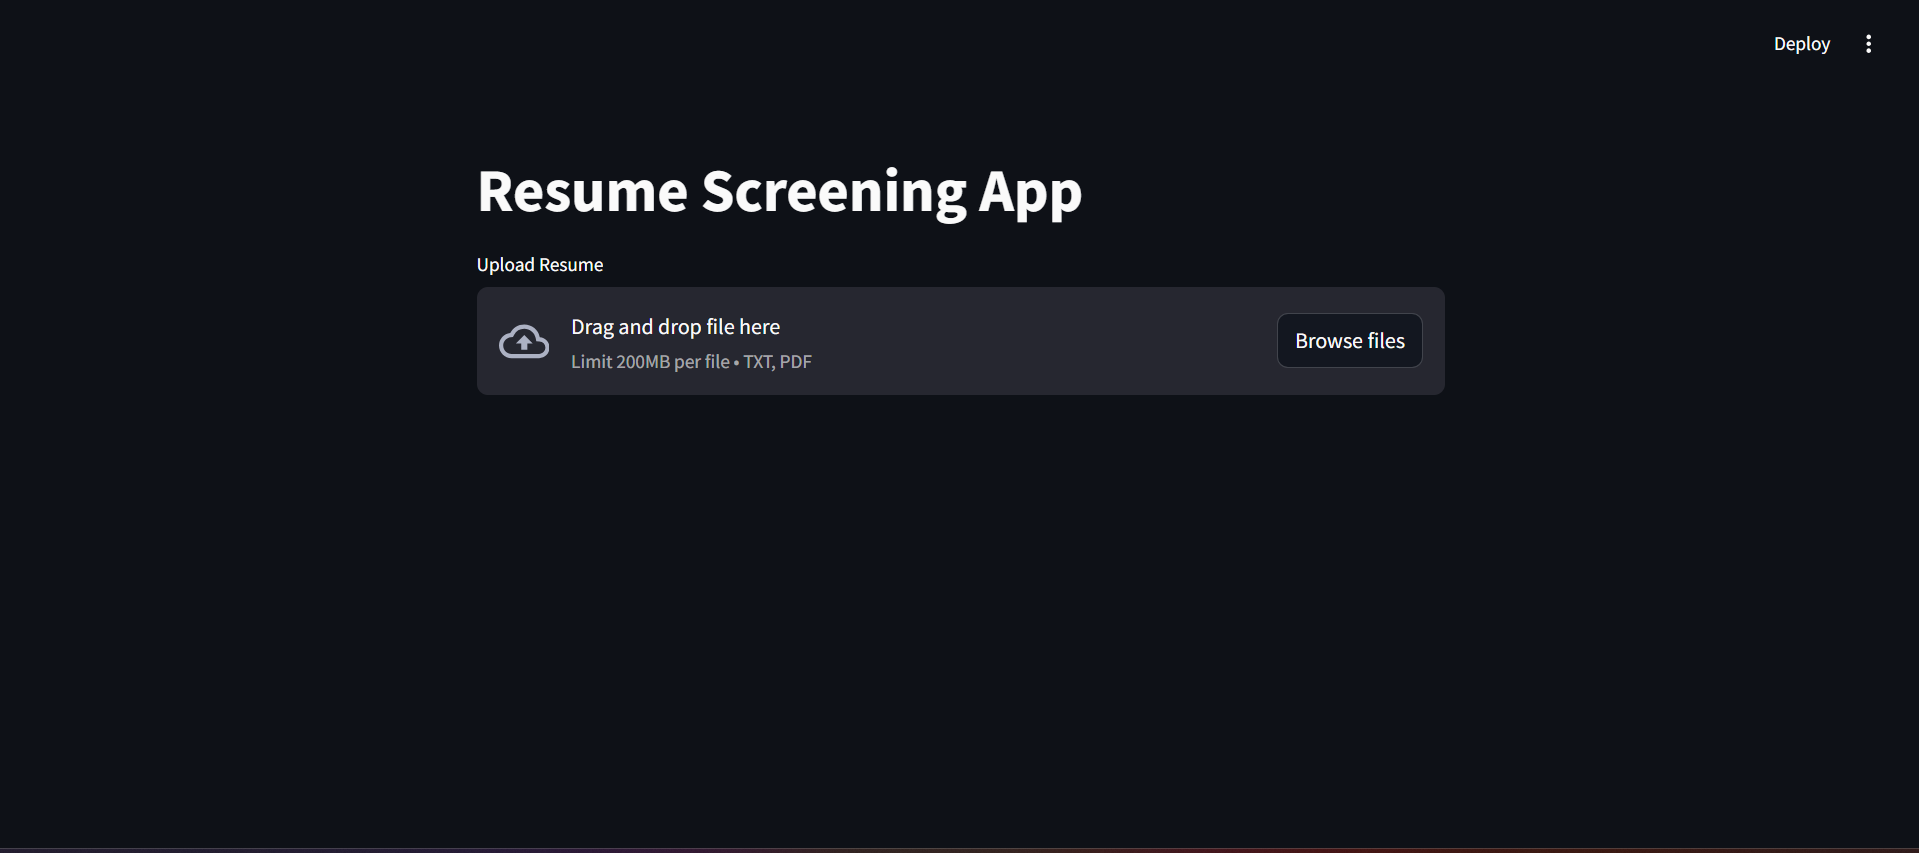 Deploy
Resume Screening App
Upload Resume
Drag and drop file here
Limit 200MB per file • TXT, PDF
Browse files